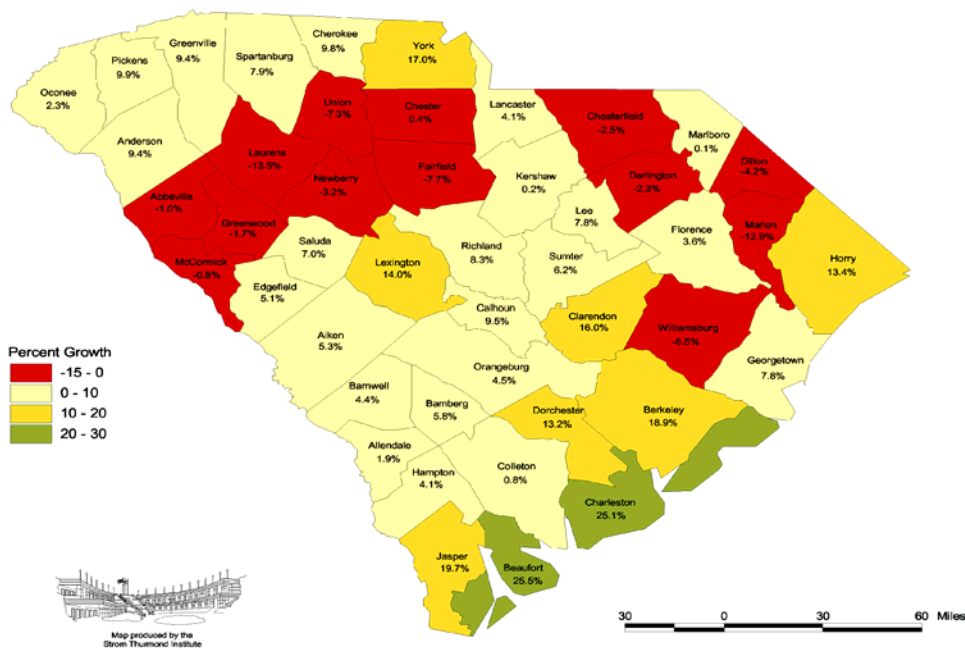 Cherokee
9.8%
York
17.0%
Greenville
9.4%
Spartanburg
7.9%
Pickens
9.9%
Oconee
2.3%
Union
-7.3%
Chester
0.4%
Lancaster
4.1%
Chesterfield
-2.5%
Marlboro
0.1%
Anderson
9.4%
Laurens
-13.5%
Dillon
-4.2%
Newberry
-3.2%
Fairfield
-7.7%
Kershaw
0.2%
Darlington
-2.3%
Abbeville
-1.0%
Greenwood
-1.7%
Lee
7.8%
Florence
3.6%
Marion
-12.9%
McCormick
-0.8%
Saluda
7.0%
Lexington
14.0%
Richland
8.3%
Sumter
6.2%
Horry
13.4%
Edgefield
5.1%
Calhoun
9.5%
Clarendon
16.0%
Williamsburg
-6.5%
Aiken
5.3%
Georgetown
7.8%
Orangeburg
4.5%
Percent Growth
-15 - 0
0 - 10
10 - 20
20 - 30
Barnwell
4.4%
Bamberg
5.8%
Dorchester
13.2%
Berkeley
18.9%
Allendale
1.9%
Hampton
4.1%
Colleton
0.8%
Charleston
25.1%
Jasper
19.7%
Beaufort
25.5%
Map produced by the
Strom Thurmond Institute
30 0 30 60 Miles